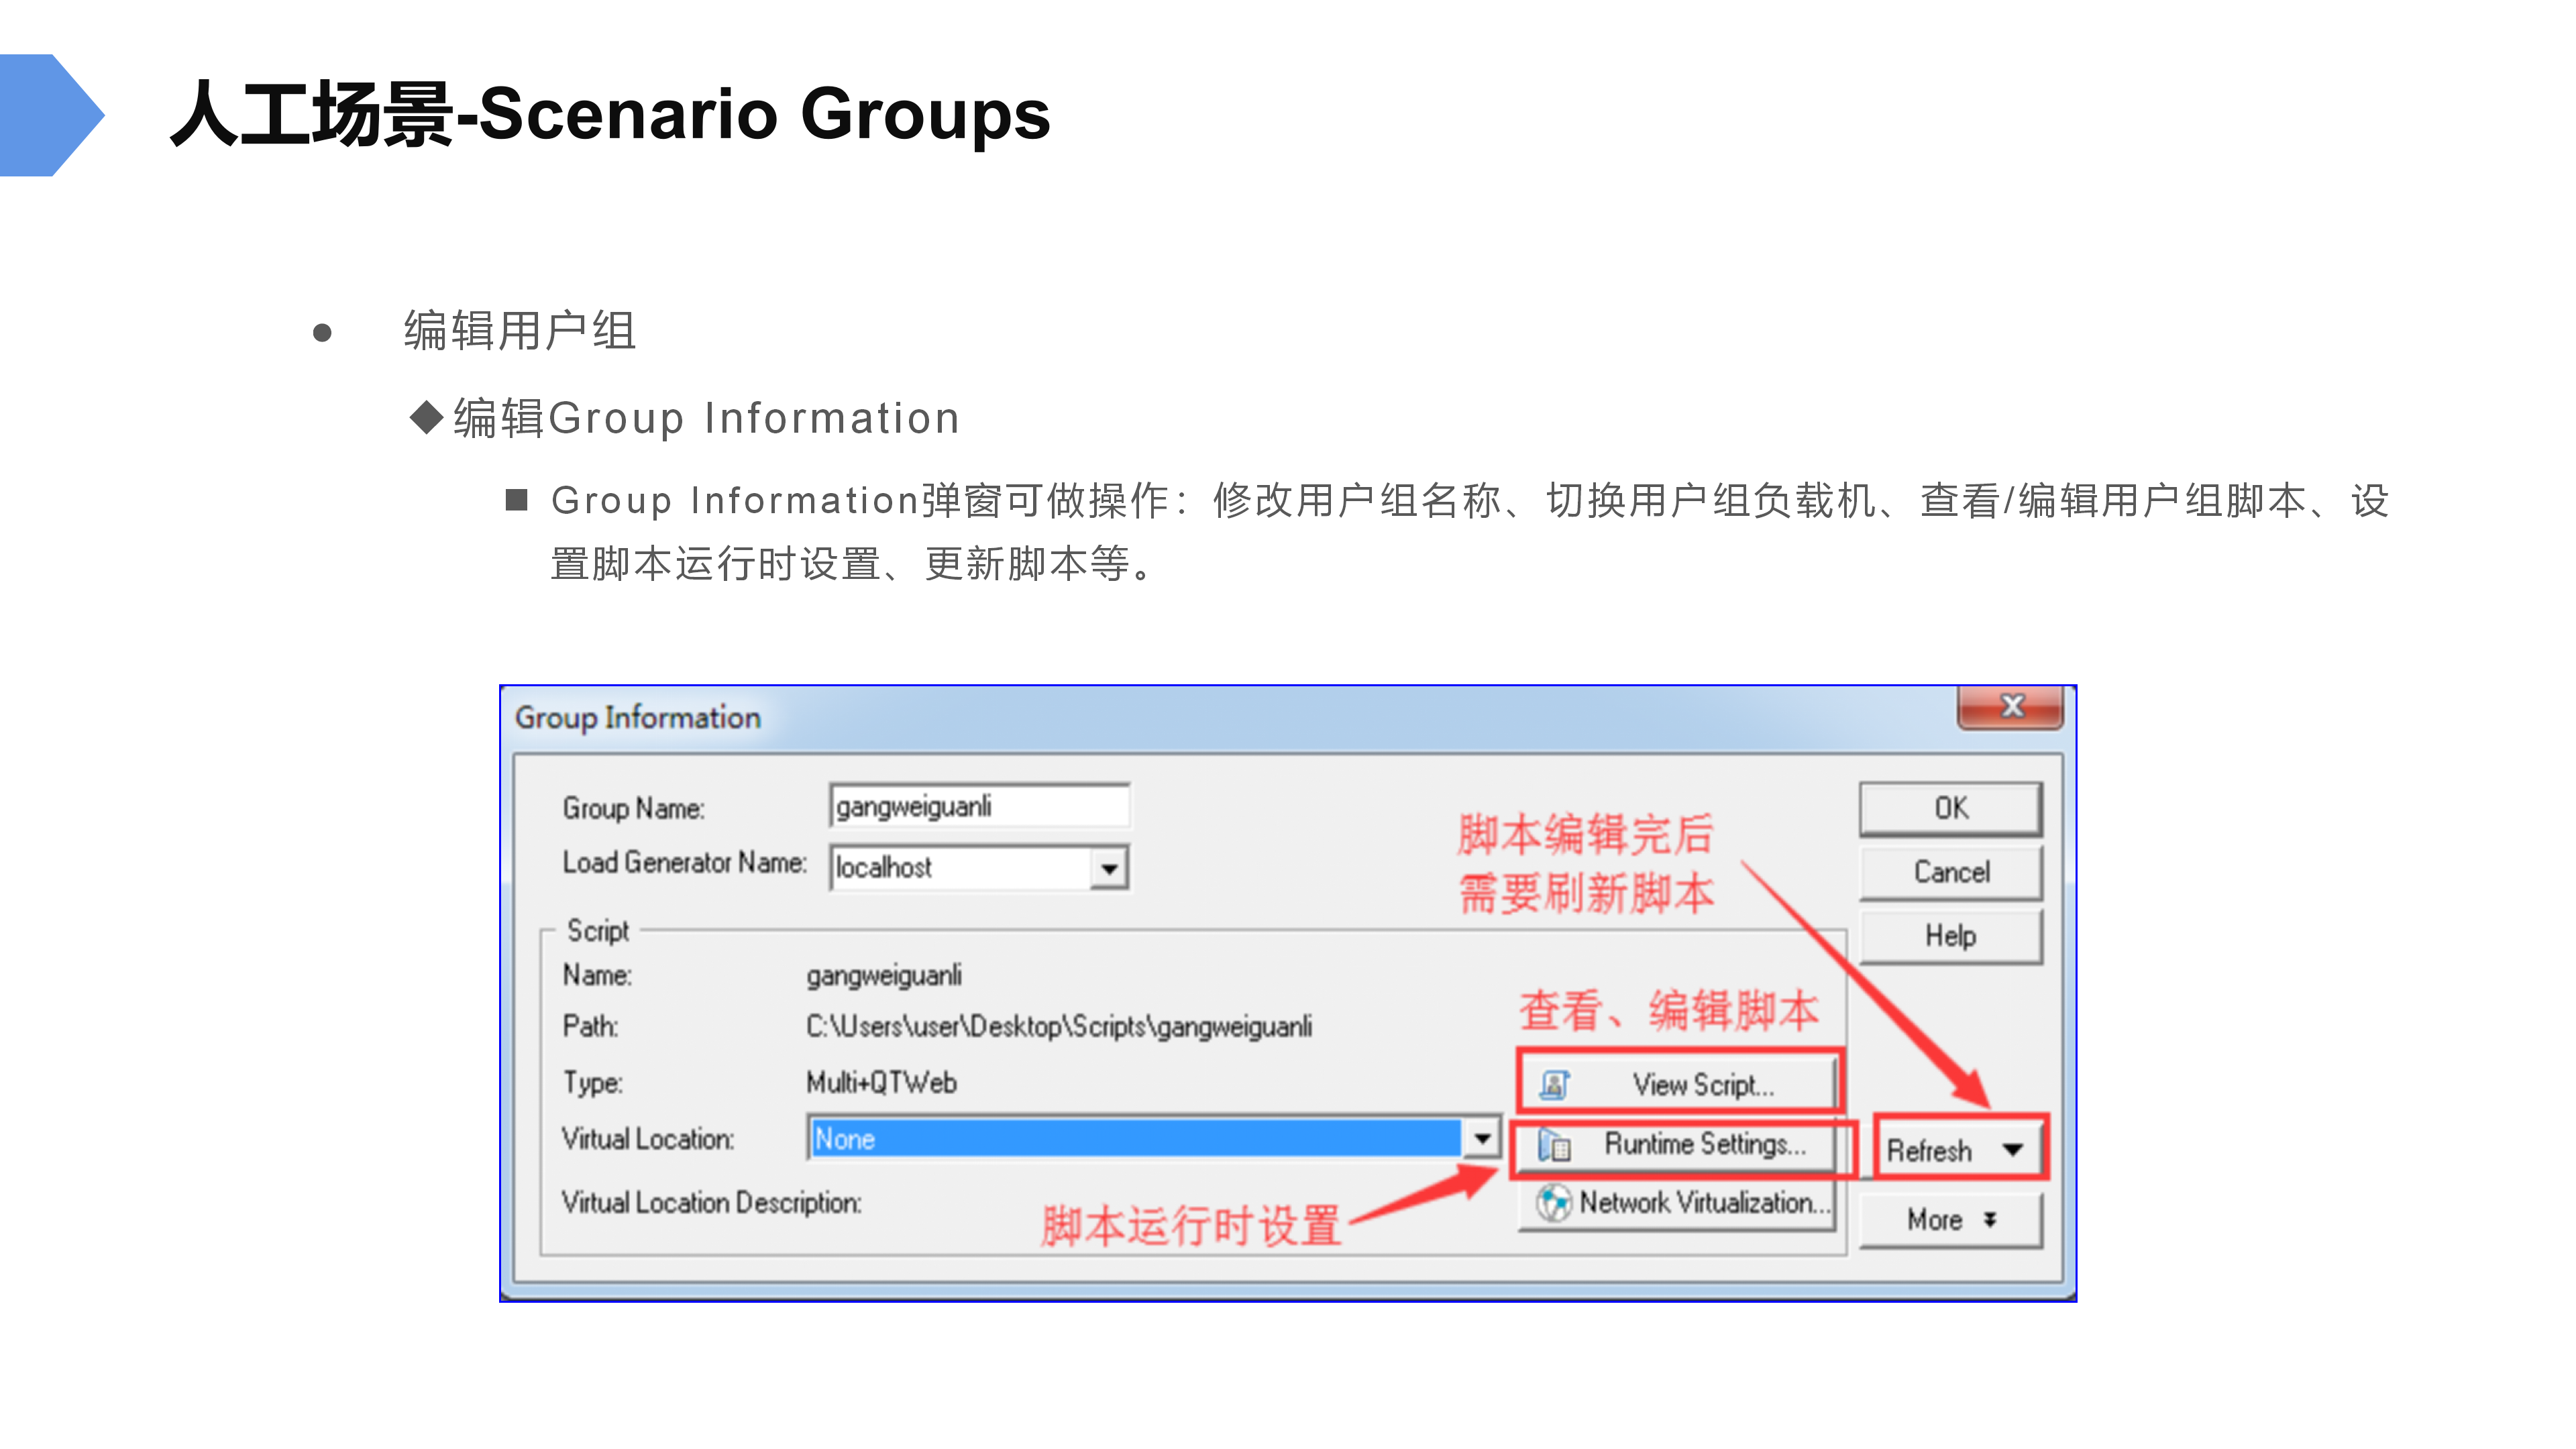 人工场景-Scenario Groups
编辑用户组
编辑Group Information
Group Information弹窗可做操作：修改用户组名称、切换用户组负载机、查看/编辑用户组脚本、设
置脚本运行时设置、更新脚本等。
Group Information
Group Name:
gangweiguanli
OK
Load Generator Name:
localhost
Cancel
脚本编辑完后
需要刷新脚本
Help
Script
Name:
gangweiguanli
Path:
C:\Users\user\Desktop\Scripts\gangweiguanli
查看、编辑脚本
Type:
Multi+QTWeb
View Script...
Virtual Location:
None
Runtime Settings...
Refresh
Virtual Location Description:
脚本运行时设置
Network Virtualization...
More